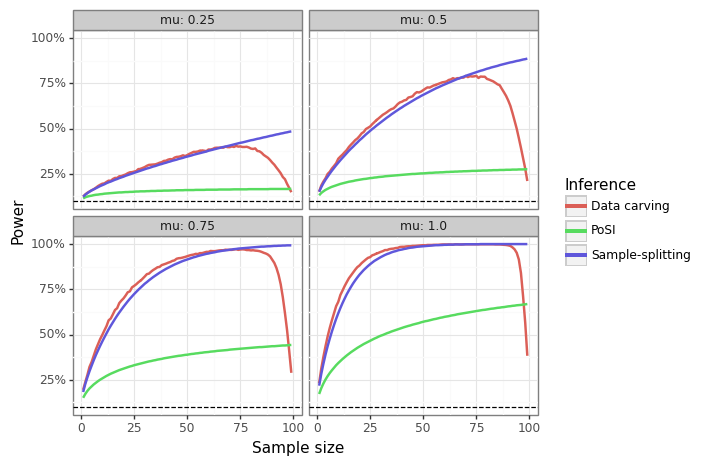 mu: 0.25
mu: 0.5
100%
75%
50%
25%
Power
mu: 0.75
mu: 1.0
100%
75%
50%
25%
0
25
50
75
100
0
25
50
75
100
Sample size
Inference
Data carving
PoSI
Sample-splitting